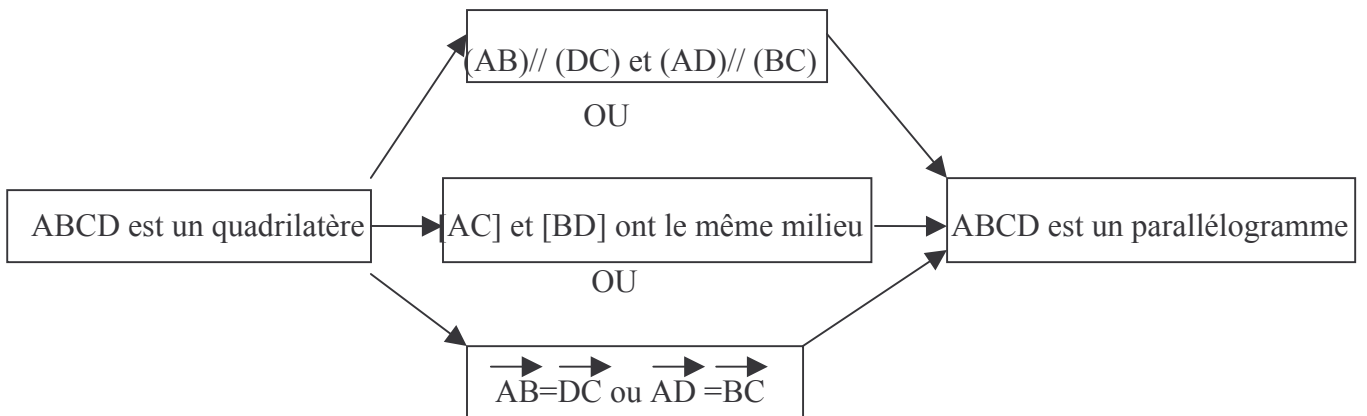 (AB)// (DC) et (AD)// (BC)
OU
ABCD est un quadrilatère
[AC] et [BD] ont le même milieu
ABCD est un parallélogramme
OU
AB=DC ou AD =BC